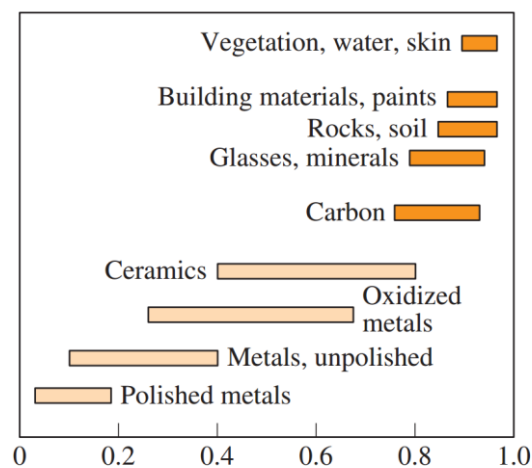 Vegetation, water, skin
Building materials, paints
Rocks, soil
Glasses, minerals
Carbon
Ceramics
Oxidized
metals
Metals, unpolished
Polished metals
0 0.2 0.4 0.6 0.8 1.0